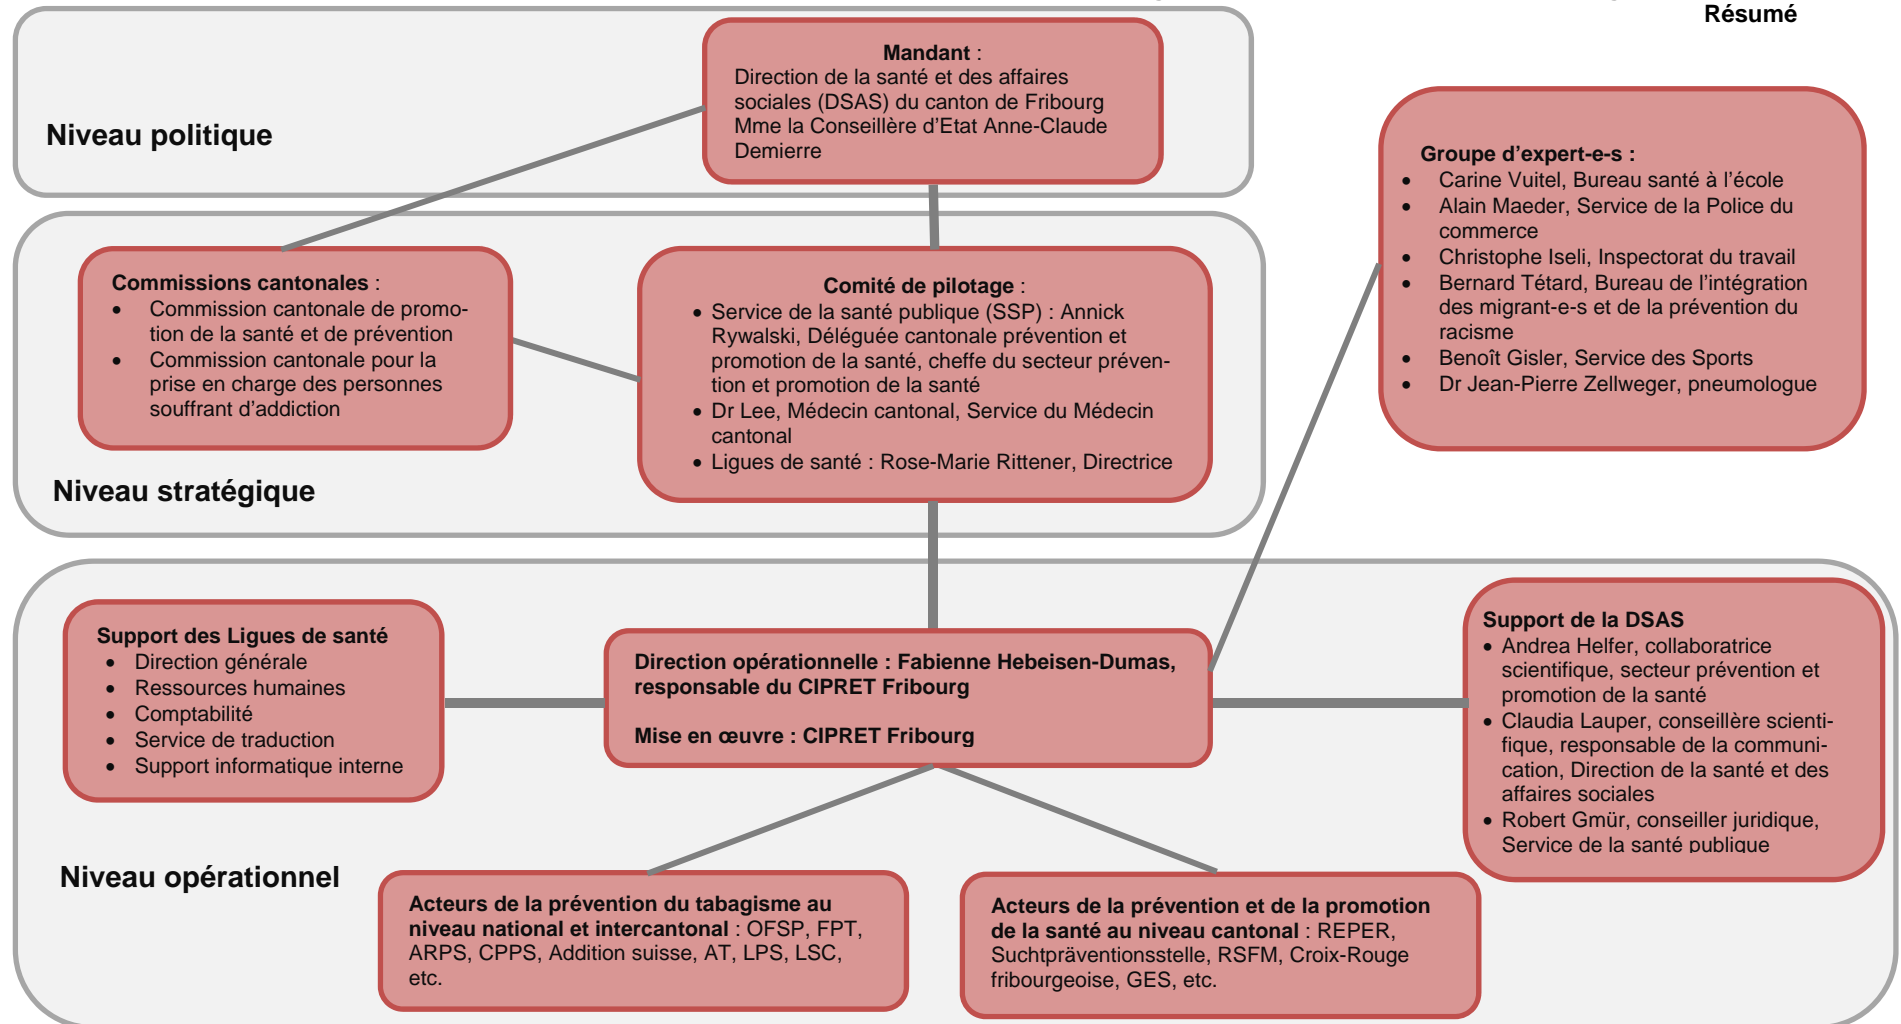 Résumé
Mandant :
Direction de la santé et des affaires
sociales (DSAS) du canton de Fribourg
Mme la Conseillère d'Etat Anne-Claude
Demierre
Niveau politique
Groupe d'expert-e-s :
• Carine Vuitel, Bureau santé à l'école
• Alain Maeder, Service de la Police du
commerce
• Christophe Iseli, Inspectorat du travail
• Bernard Tétard, Bureau de l'intégration
des migrant-e-s et de la prévention du
racisme
• Benoît Gisler, Service des Sports
• Dr Jean-Pierre Zellweger, pneumologue
Commissions cantonales :
• Commission cantonale de promo-
tion de la santé et de prévention
• Commission cantonale pour la
prise en charge des personnes
souffrant d'addiction
Comité de pilotage :
• Service de la santé publique (SSP) : Annick
Rywalski, Déléguée cantonale prévention et
promotion de la santé, cheffe du secteur préven-
tion et promotion de la santé
• Dr Lee, Médecin cantonal, Service du Médecin
cantonal
• Ligues de santé : Rose-Marie Rittener, Directrice
Niveau stratégique
Support des Ligues de santé
• Direction générale
• Ressources humaines
• Comptabilité
• Service de traduction
• Support informatique interne
Direction opérationnelle : Fabienne Hebeisen-Dumas,
responsable du CIPRET Fribourg
Mise en œuvre : CIPRET Fribourg
Support de la DSAS
• Andrea Helfer, collaboratrice
scientifique, secteur prévention et
promotion de la santé
• Claudia Lauper, conseillère scienti-
fique, responsable de la communi-
cation, Direction de la santé et des
affaires sociales
• Robert Gmür, conseiller juridique,
Service de la santé publique
Niveau opérationnel
Acteurs de la prévention du tabagisme au
niveau national et intercantonal : OFSP, FPT,
ARPS, CPPS, Addition suisse, AT, LPS, LSC,
etc.
Acteurs de la prévention et de la promotion
de la santé au niveau cantonal : REPER,
Suchtpräventionsstelle, RSFM, Croix-Rouge
fribourgeoise, GES, etc.